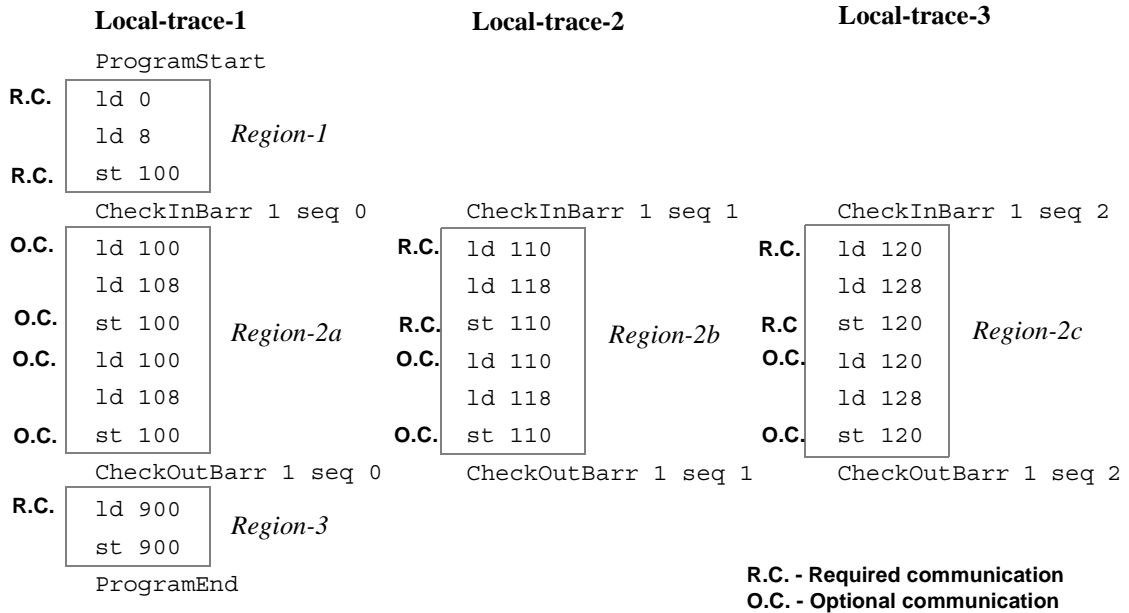 Local-trace-1 Local-trace-2 Local-trace-3
ProgramStart
R.C. ld 0
ld 8 Region-1
R.C. st 100
CheckInBarr 1 seq 0 CheckInBarr 1 seq 1 CheckInBarr 1 seq 2
O.C. ld 100 R.C. ld 110 R.C. ld 120
ld 108 ld 118 ld 128
O.C. st 100 Region-2a R.C. st 110 Region-2b R.C st 120 Region-2c
O.C. ld 100 O.C. ld 110 O.C. ld 120
ld 108 ld 118 ld 128
O.C. st 100 O.C. st 110 O.C. st 120
CheckOutBarr 1 seq 0 CheckOutBarr 1 seq 1 CheckOutBarr 1 seq 2
R.C. ld 900
Region-3
st 900
ProgramEnd
R.C. - Required communication
O.C. - Optional communication